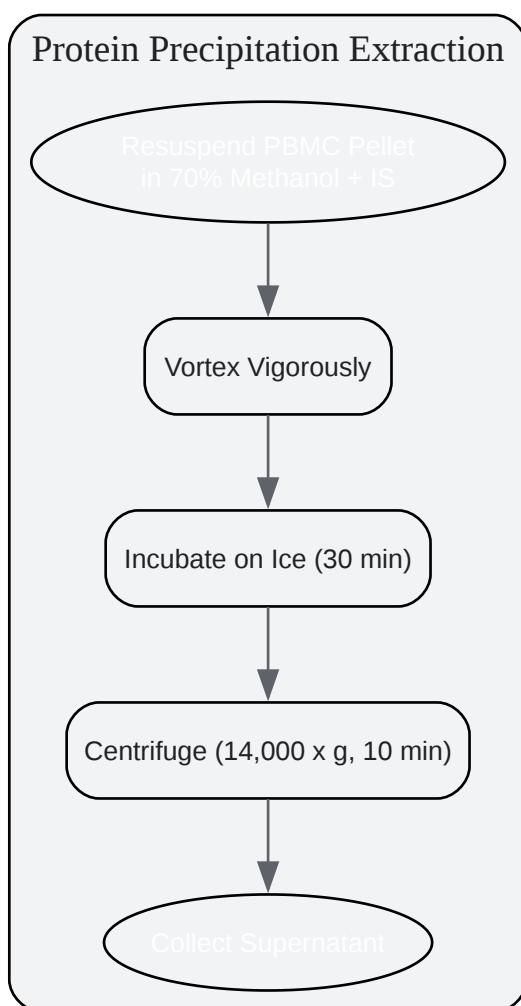 Protein Precipitation Extraction
Resuspend PBMC Pellet
in 70% Methanol + IS
Vortex Vigorously
Incubate on Ice (30 min)
Centrifuge (14,000 x g, 10 min)
Collect Supernatant